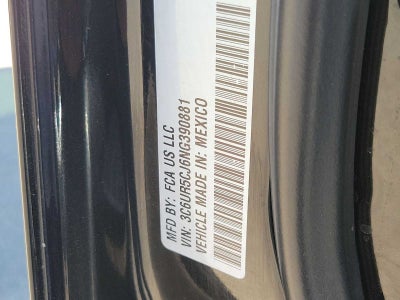 MFD BY: FCA US LLC
VIN: 3C6UR5CJ6NG390881
VEHICLE MADE IN: MEXICO